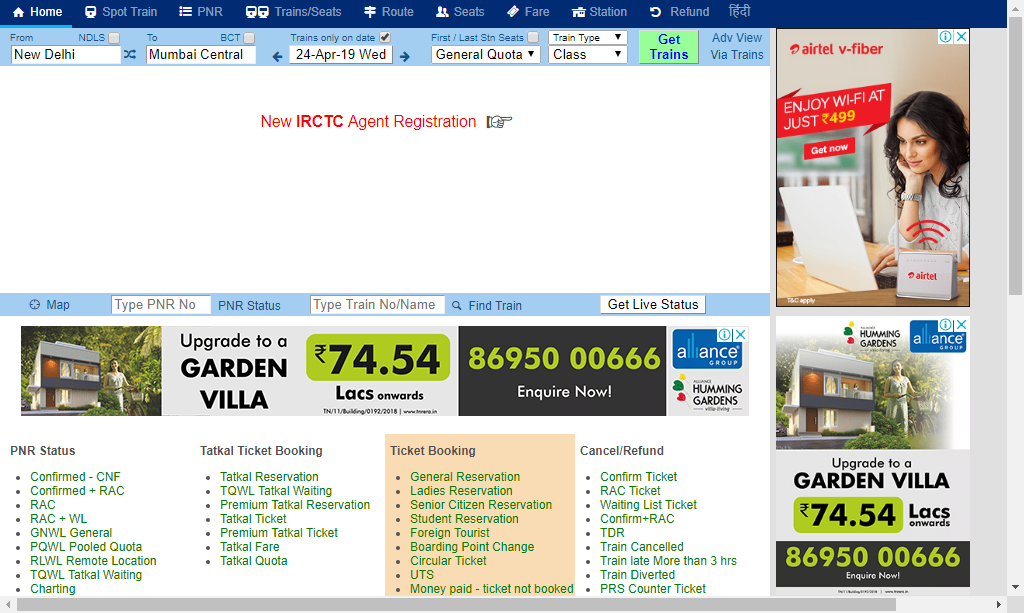 Home Spot Train PNR Trains/Seats Route Seats Fare Station Refund हिंदी
From NDLS To BCT Trains only on date First / Last Stn Seats Train Type Get Trains Adv View
New Delhi Mumbai Central 24-Apr-19 Wed General Quota Class Via Trains
New IRCTC Agent Registration
Map Type PNR No PNR Status Type Train No/Name Find Train Get Live Status
Upgrade to a
GARDEN
VILLA
₹74.54
Lacs onwards
TN/11/Building/0192/2018 | www.tnrera.in
86950 00666
Enquire Now!
alliance
GROUP
ALLIANCE
HUMMING
GARDENS
villa-living
PNR Status
Confirmed - CNF
Confirmed + RAC
RAC
RAC + WL
GNWL General
PQWL Pooled Quota
RLWL Remote Location
TQWL Tatkal Waiting
Charting
Tatkal Ticket Booking
Tatkal Reservation
TQWL Tatkal Waiting
Premium Tatkal Reservation
Tatkal Ticket
Premium Tatkal Ticket
Tatkal Fare
Tatkal Quota
Ticket Booking
General Reservation
Ladies Reservation
Senior Citizen Reservation
Student Reservation
Foreign Tourist
Boarding Point Change
Circular Ticket
UTS
Money paid - ticket not booked
Cancel/Refund
Confirm Ticket
RAC Ticket
Waiting List Ticket
Confirm+RAC
TDR
Train Cancelled
Train late More than 3 hrs
Train Diverted
PRS Counter Ticket
airtel v-fiber
ENJOY WI-FI AT
JUST ₹499
Get now
airtel
T&C apply
HUMMING
GARDENS
villa-living
alliance
GROUP
Upgrade to a
GARDEN VILLA
₹74.54 Lacs
onwards
86950 00666
Enquire Now!